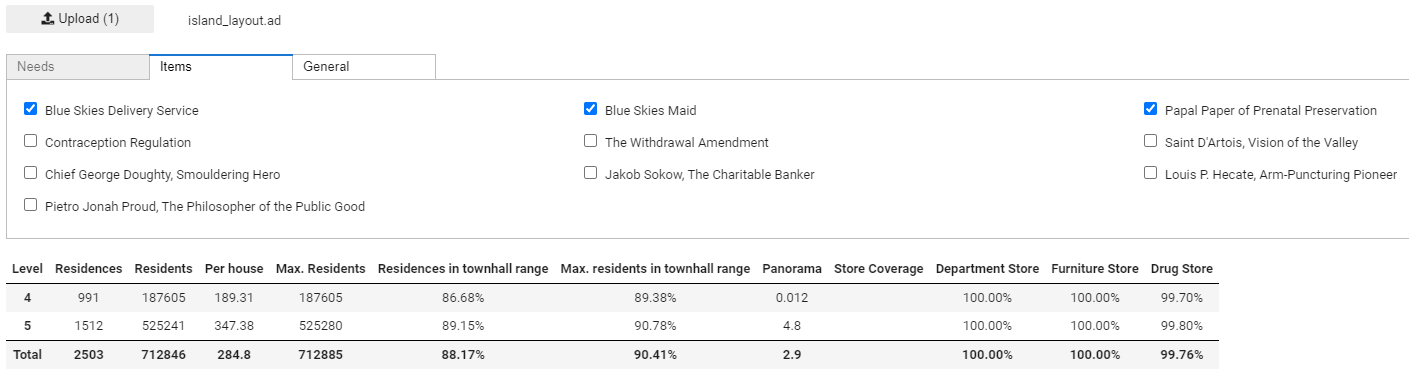 Upload (1) island_layout.ad
Needs Items General
Blue Skies Delivery Service Blue Skies Maid Papal Paper of Prenatal Preservation
Contraception Regulation The Withdrawal Amendment Saint D'Artois, Vision of the Valley
Chief George Doughty, Smouldering Hero Jakob Sokow, The Charitable Banker Louis P. Hecate, Arm-Puncturing Pioneer
Pietro Jonah Proud, The Philosopher of the Public Good
Level Residences Residents Per house Max. Residents Residences in townhall range Max. residents in townhall range Panorama Store Coverage Department Store Furniture Store Drug Store
4 991 187605 189.31 187605 86.68% 89.38% 0.012 100.00% 100.00% 99.70%
5 1512 525241 347.38 525280 89.15% 90.78% 4.8 100.00% 100.00% 99.80%
Total 2503 712846 284.8 712885 88.17% 90.41% 2.9 100.00% 100.00% 99.76%